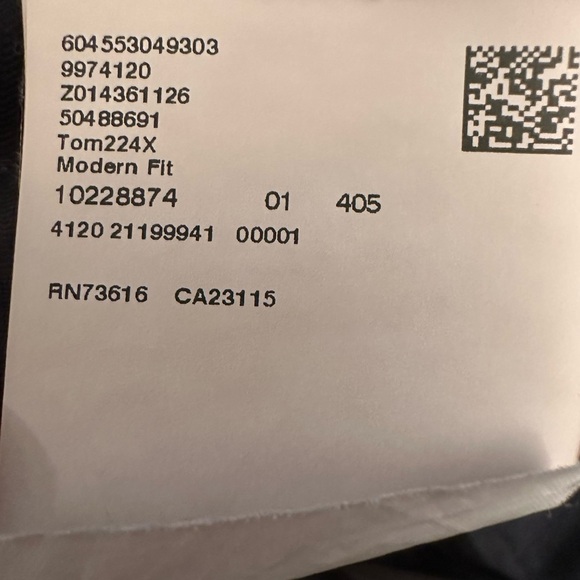 604553049303
9974120
Z014361126
50488691
Tom224X
Modern Fit
10228874 01 405
4120 21199941 00001
RN73616 CA23115